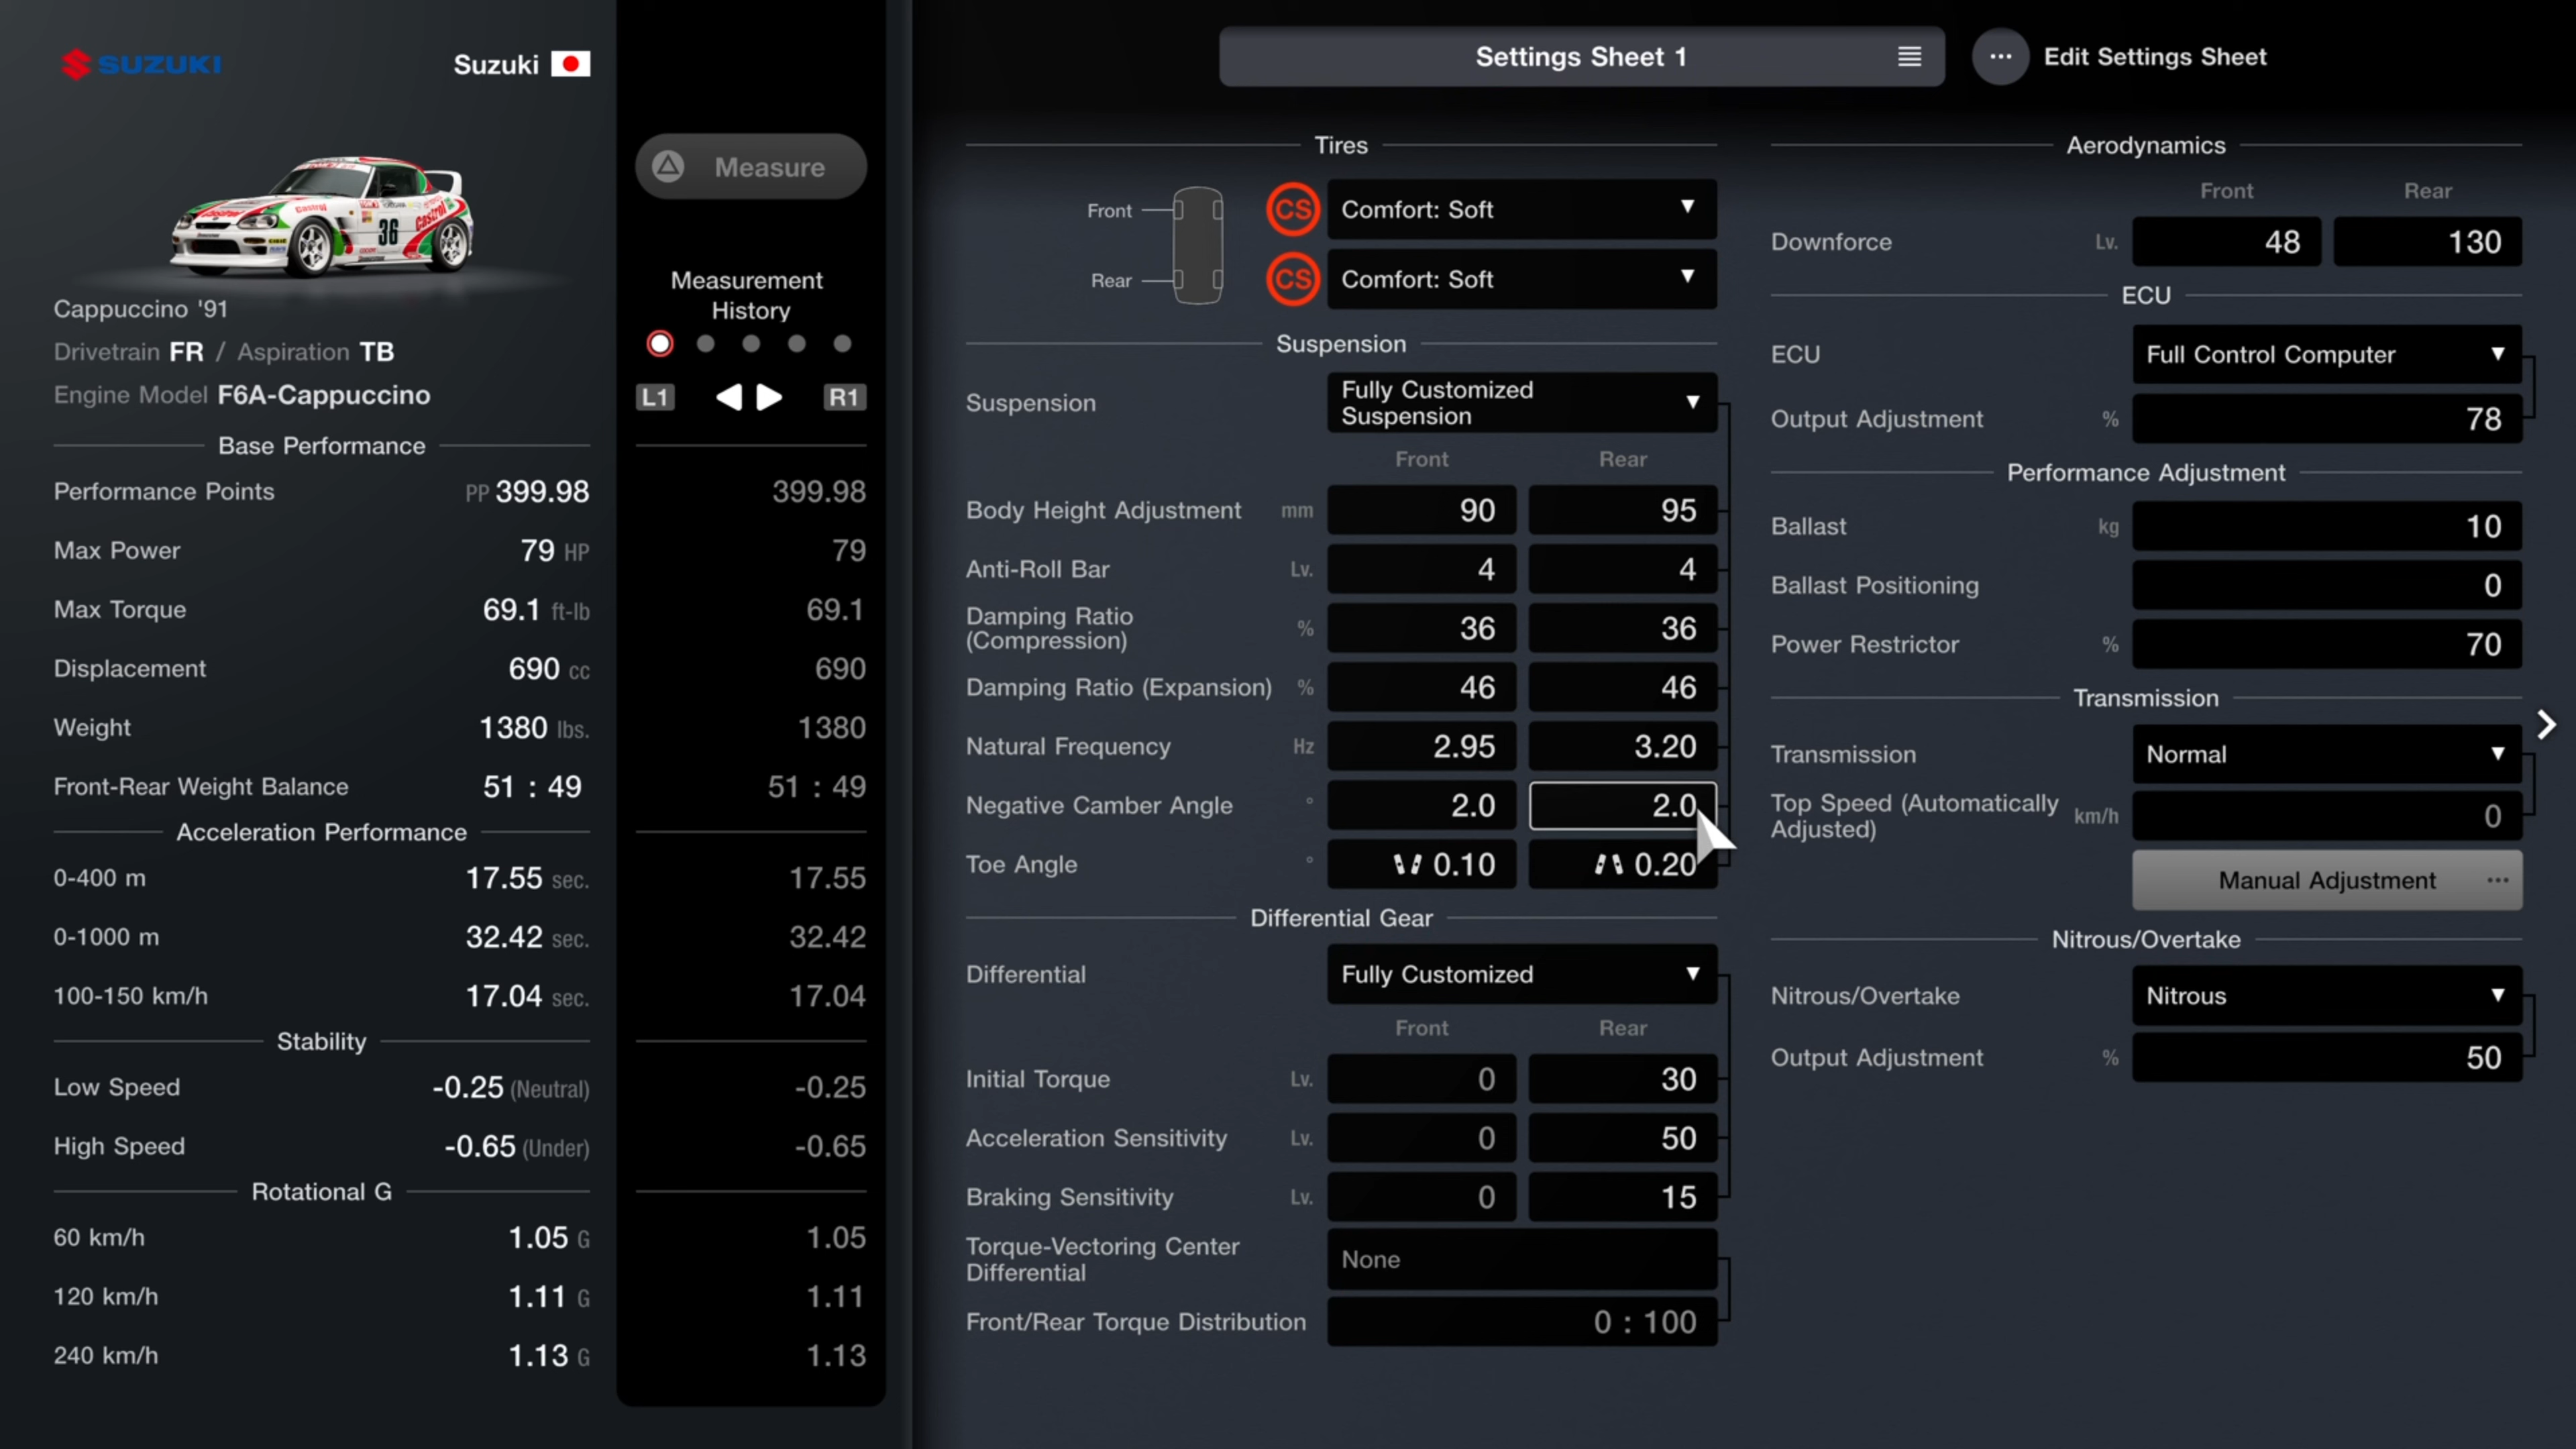 SUZUKI
Suzuki
Cappuccino '91
Drivetrain FR / Aspiration TB
Engine Model F6A-Cappuccino
Base Performance
Performance Points PP 399.98
Max Power 79 HP
Max Torque 69.1 ft-lb
Displacement 690 cc
Weight 1380 lbs.
Front-Rear Weight Balance 51 : 49
Acceleration Performance
0-400 m 17.55 sec.
0-1000 m 32.42 sec.
100-150 km/h 17.04 sec.
Stability
Low Speed -0.25 (Neutral)
High Speed -0.65 (Under)
Rotational G
60 km/h 1.05 G
120 km/h 1.11 G
240 km/h 1.13 G
Measure
Measurement
History
L1 R1
399.98
79
69.1
690
1380
51 : 49
17.55
32.42
17.04
-0.25
-0.65
1.05
1.11
1.13
Settings Sheet 1
Edit Settings Sheet
Tires
Front CS Comfort: Soft
Rear CS Comfort: Soft
Suspension
Suspension Fully Customized
Suspension
Front Rear
Body Height Adjustment mm 90 95
Anti-Roll Bar Lv. 4 4
Damping Ratio
(Compression) % 36 36
Damping Ratio (Expansion) % 46 46
Natural Frequency Hz 2.95 3.20
Negative Camber Angle ° 2.0 2.0
Toe Angle ° 0.10 0.20
Differential Gear
Differential Fully Customized
Front Rear
Initial Torque Lv. 0 30
Acceleration Sensitivity Lv. 0 50
Braking Sensitivity Lv. 0 15
Torque-Vectoring Center
Differential None
Front/Rear Torque Distribution 0 : 100
Aerodynamics
Front Rear
Downforce Lv. 48 130
ECU
ECU Full Control Computer
Output Adjustment % 78
Performance Adjustment
Ballast kg 10
Ballast Positioning 0
Power Restrictor % 70
Transmission
Transmission Normal
Top Speed (Automatically
Adjusted) km/h 0
Manual Adjustment ...
Nitrous/Overtake
Nitrous/Overtake Nitrous
Output Adjustment % 50
36
Castrol
Castrol